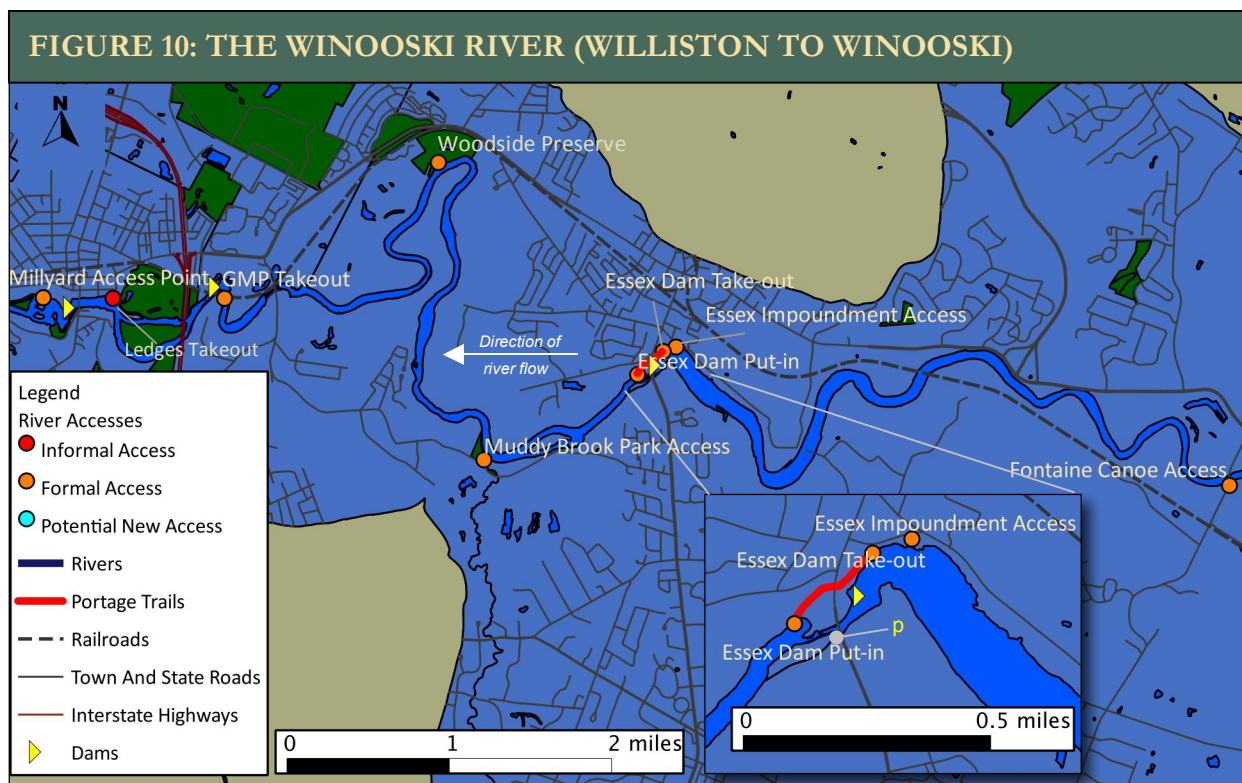 FIGURE 10: THE WINOOSKI RIVER (WILLISTON TO WINOOSKI)
N
Woodside Preserve
Millyard Access Point
GMP Takeout
Essex Dam Take-out
Essex Impoundment Access
Ledges Takeout
Direction of
river flow
Essex Dam Put-in
Muddy Brook Park Access
Fontaine Canoe Access
Legend
River Accesses
Informal Access
Formal Access
Potential New Access
Rivers
Portage Trails
Railroads
Town And State Roads
Interstate Highways
Dams
0 1 2 miles
Essex Impoundment Access
Essex Dam Take-out
p
Essex Dam Put-in
0 0.5 miles